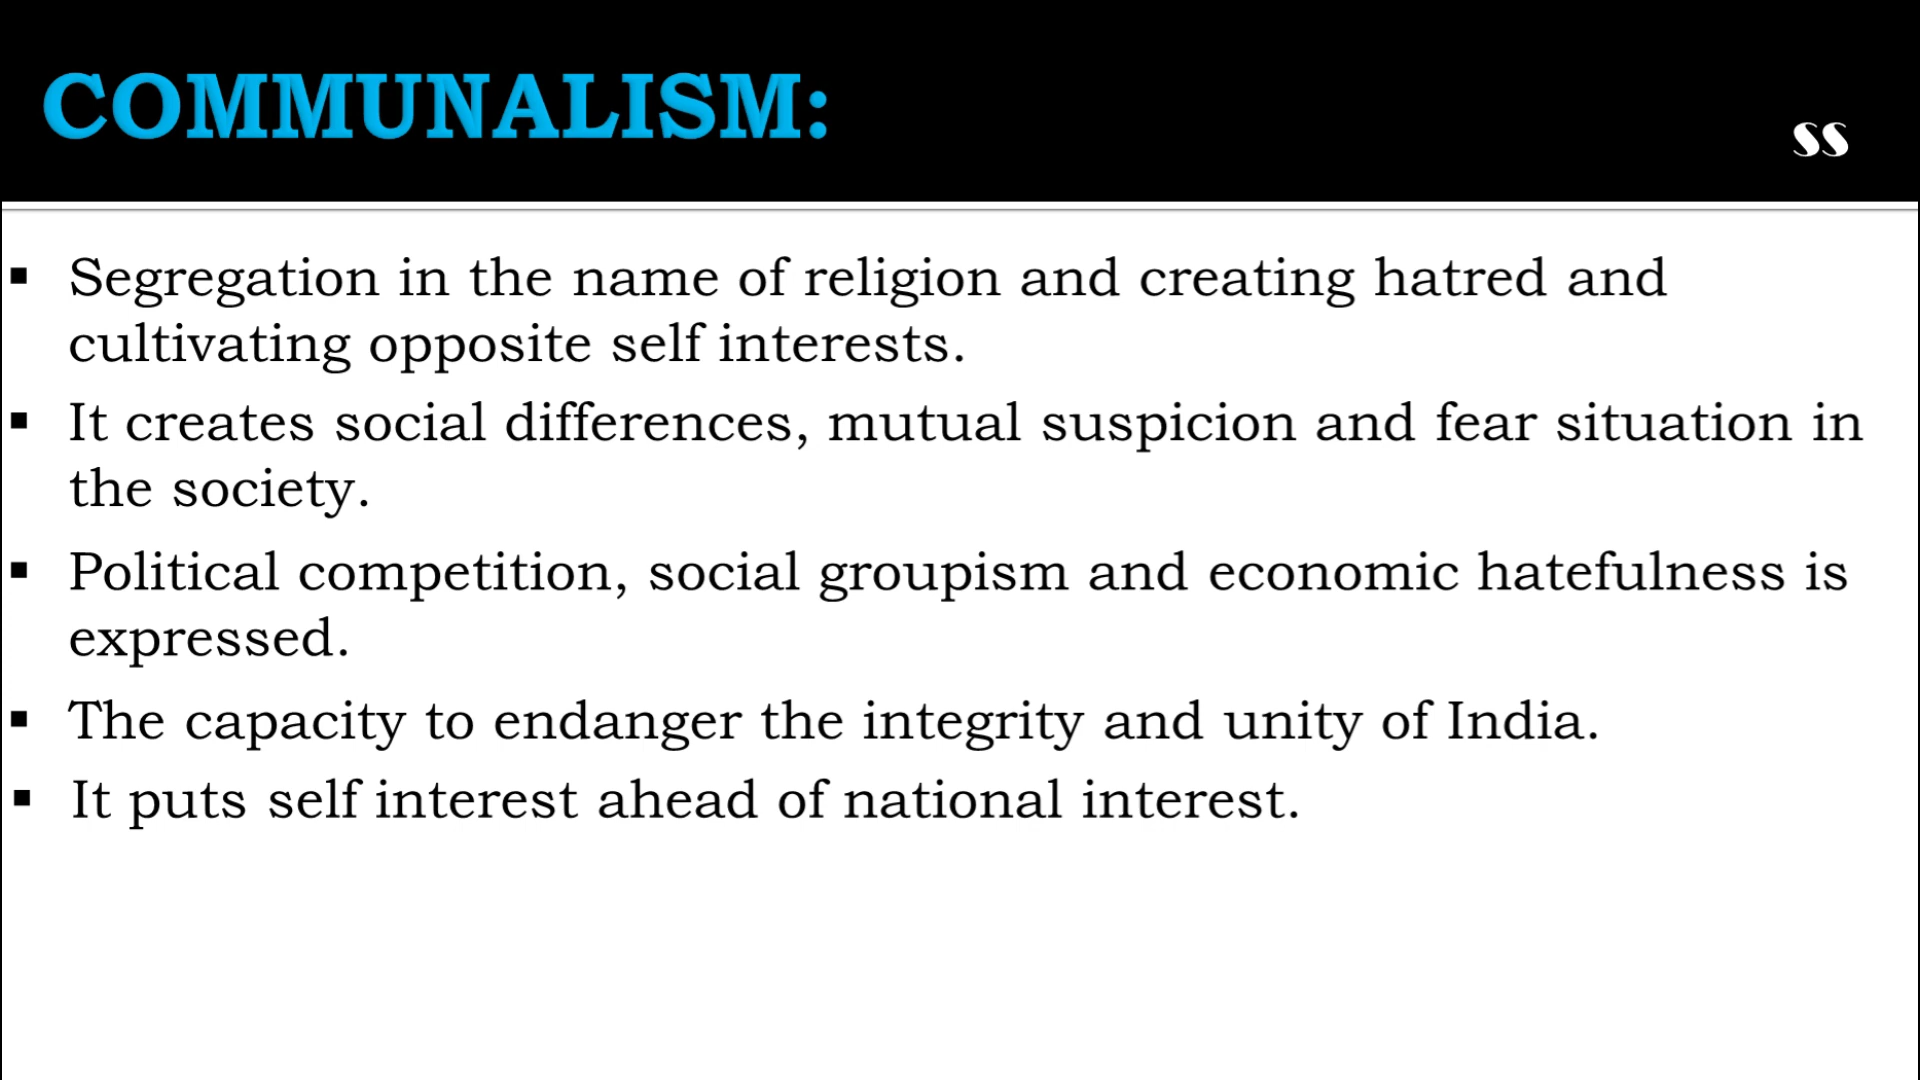 COMMUNALISM:
SS
▪ Segregation in the name of religion and creating hatred and
cultivating opposite self interests.
▪ It creates social differences, mutual suspicion and fear situation in
the society.
▪ Political competition, social groupism and economic hatefulness is
expressed.
▪ The capacity to endanger the integrity and unity of India.
▪ It puts self interest ahead of national interest.